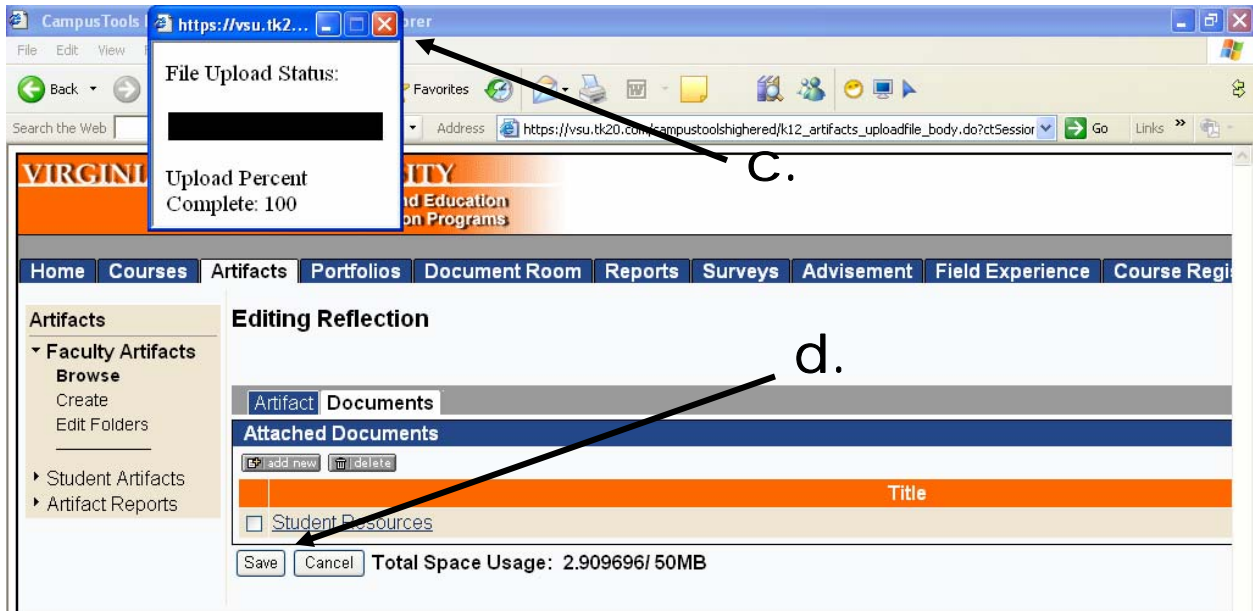 CampusTools
https://vsu.tk2...
rer
File Edit View
File Upload Status:
Upload Percent
Complete: 100
Back
Favorites
Search the Web
Address https://vsu.tk20.com/campustoolshighered/k12_artifacts_uploadfile_body.do?ctSession
Go Links »
c.
VIRGINI
ITY
d Education
on Programs
Home Courses Artifacts Portfolios Document Room Reports Surveys Advisement Field Experience Course Regi
Artifacts
Faculty Artifacts
Browse
Create
Edit Folders
Student Artifacts
Artifact Reports
Editing Reflection
d.
Artifact Documents
Attached Documents
add new delete
Title
Student Resources
Save Cancel Total Space Usage: 2.909696/ 50MB